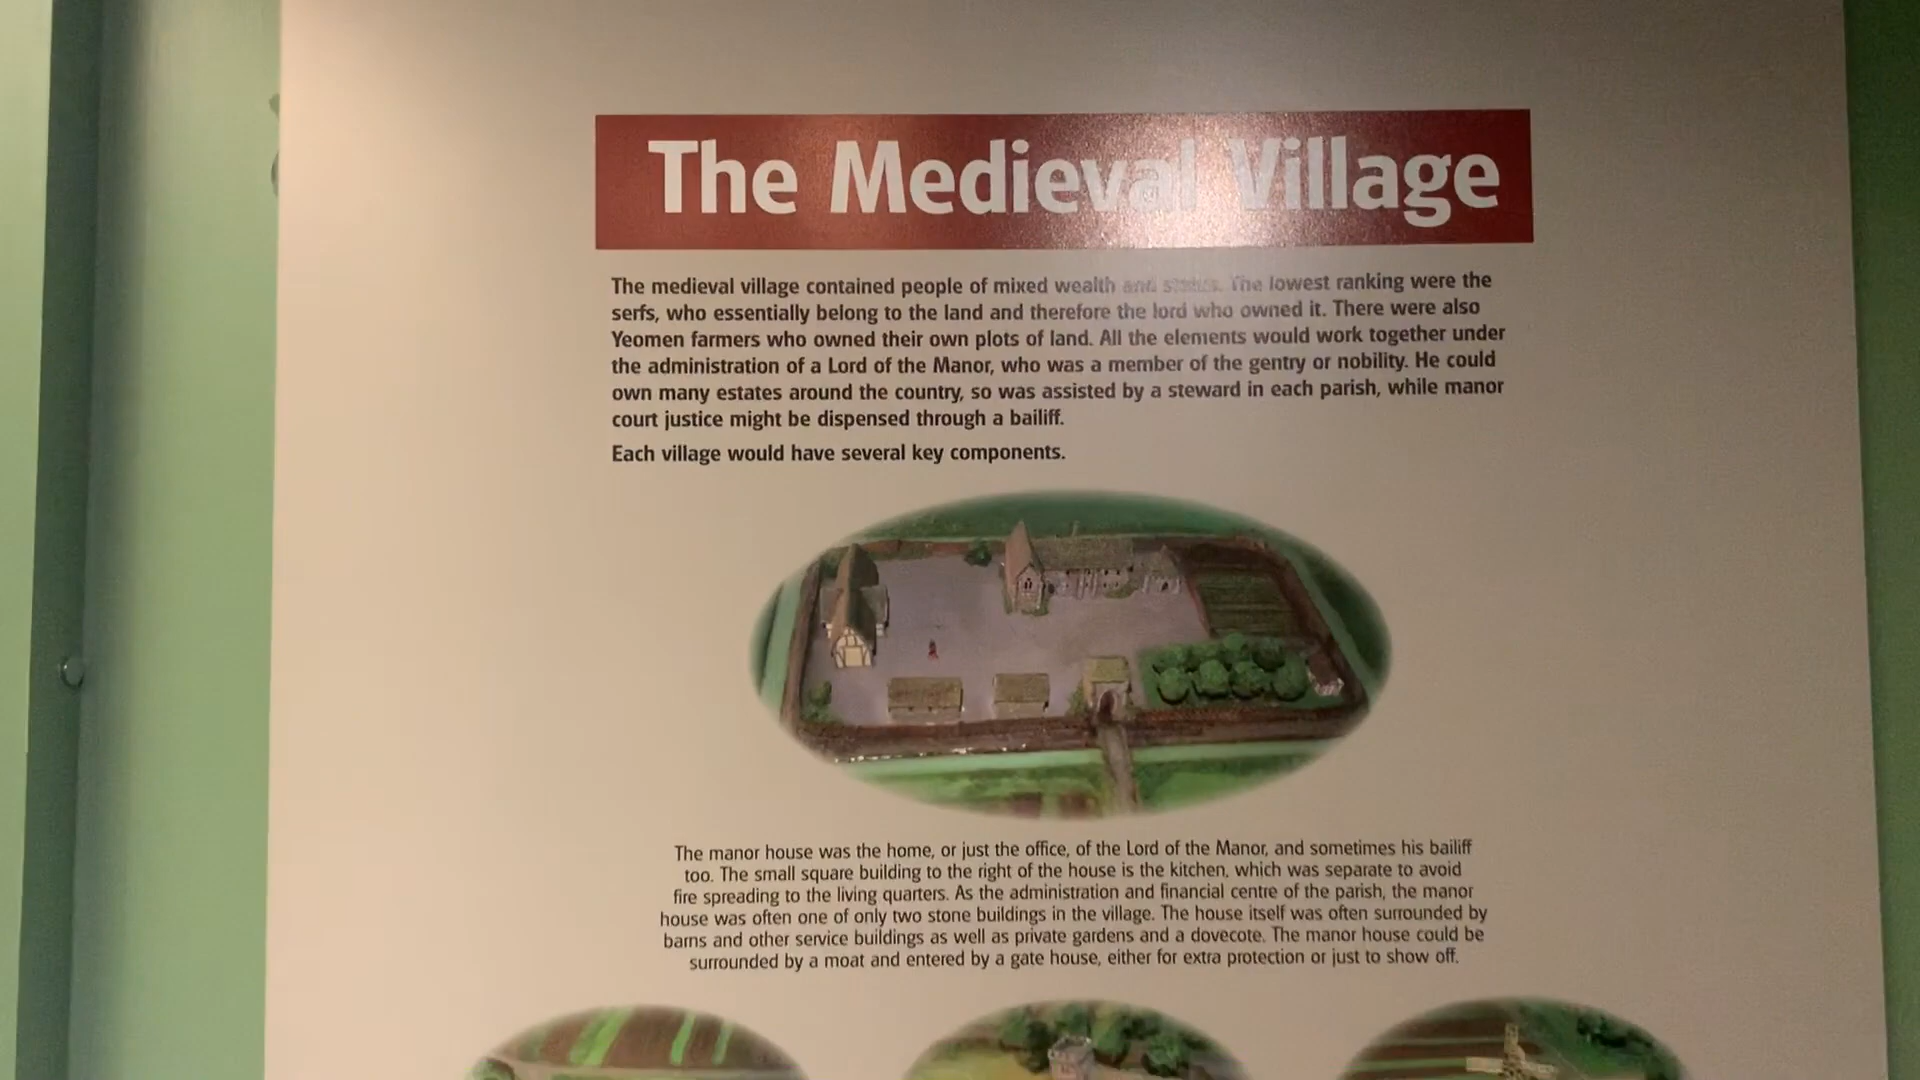 The Medieval Village
The medieval village contained people of mixed wealth and status. The lowest ranking were the
serfs, who essentially belong to the land and therefore the lord who owned it. There were also
Yeomen farmers who owned their own plots of land. All the elements would work together under
the administration of a Lord of the Manor, who was a member of the gentry or nobility. He could
own many estates around the country, so was assisted by a steward in each parish, while manor
court justice might be dispensed through a bailiff.
Each village would have several key components.
The manor house was the home, or just the office, of the Lord of the Manor, and sometimes his bailiff
too. The small square building to the right of the house is the kitchen, which was separate to avoid
fire spreading to the living quarters. As the administration and financial centre of the parish, the manor
house was often one of only two stone buildings in the village. The house itself was often surrounded by
barns and other service buildings as well as private gardens and a dovecote. The manor house could be
surrounded by a moat and entered by a gate house, either for extra protection or just to show off.